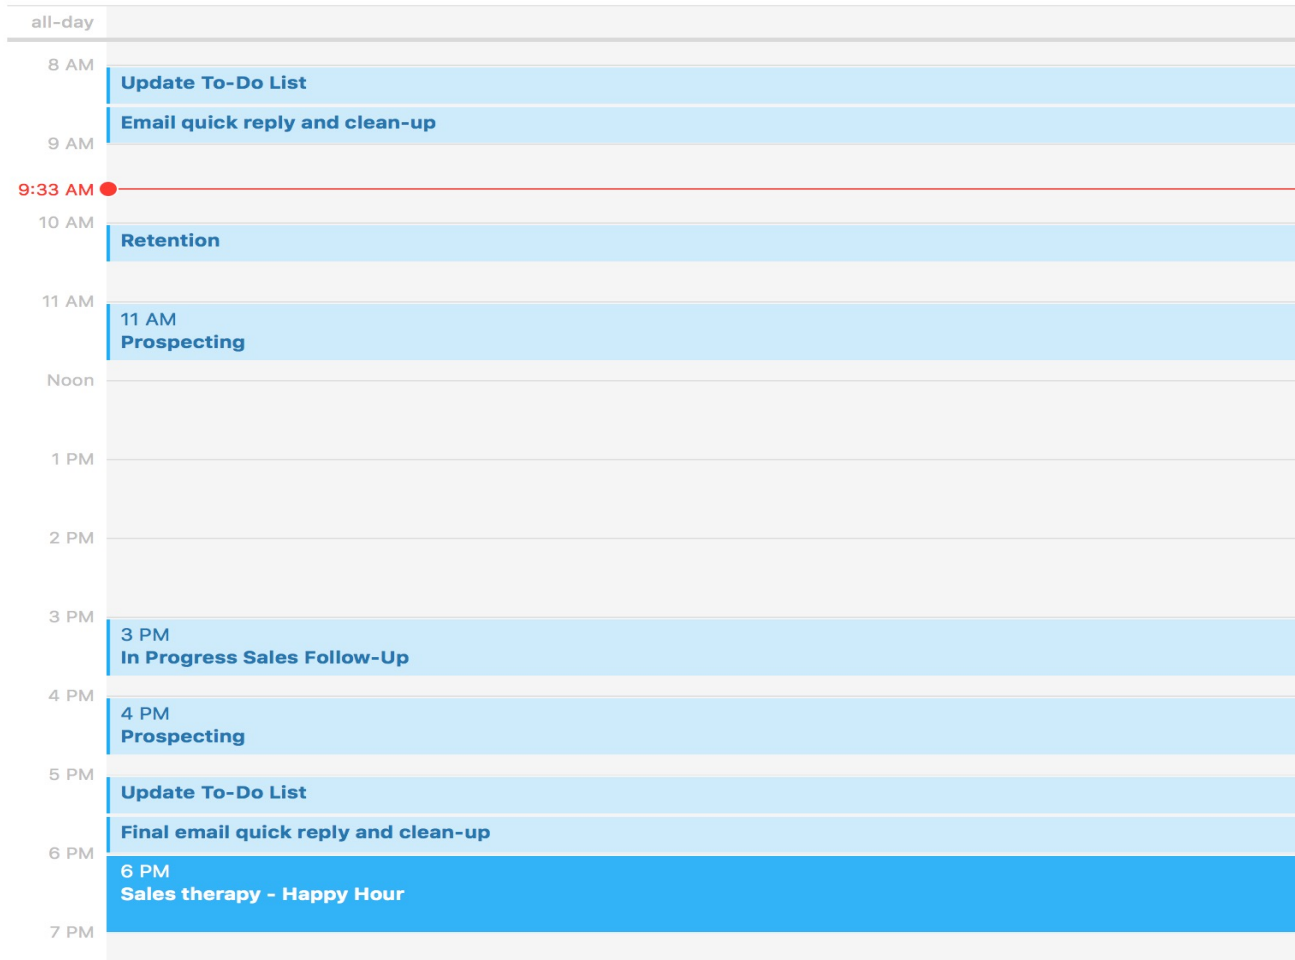 all-day
8 AM
Update To-Do List
Email quick reply and clean-up
9 AM
9:33 AM
10 AM
Retention
11 AM
11 AM
Prospecting
Noon
1 PM
2 PM
3 PM
3 PM
In Progress Sales Follow-Up
4 PM
4 PM
Prospecting
5 PM
Update To-Do List
Final email quick reply and clean-up
6 PM
6 PM
Sales therapy - Happy Hour
7 PM